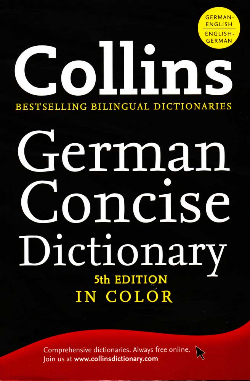 GERMAN-
ENGLISH
ENGLISH-
GERMAN
Collins
BESTSELLING BILINGUAL DICTIONARIES
German
Concise
Dictionary
5th EDITION
IN COLOR
Comprehensive dictionaries. Always free online.
Join us at www.collinsdictionary.com